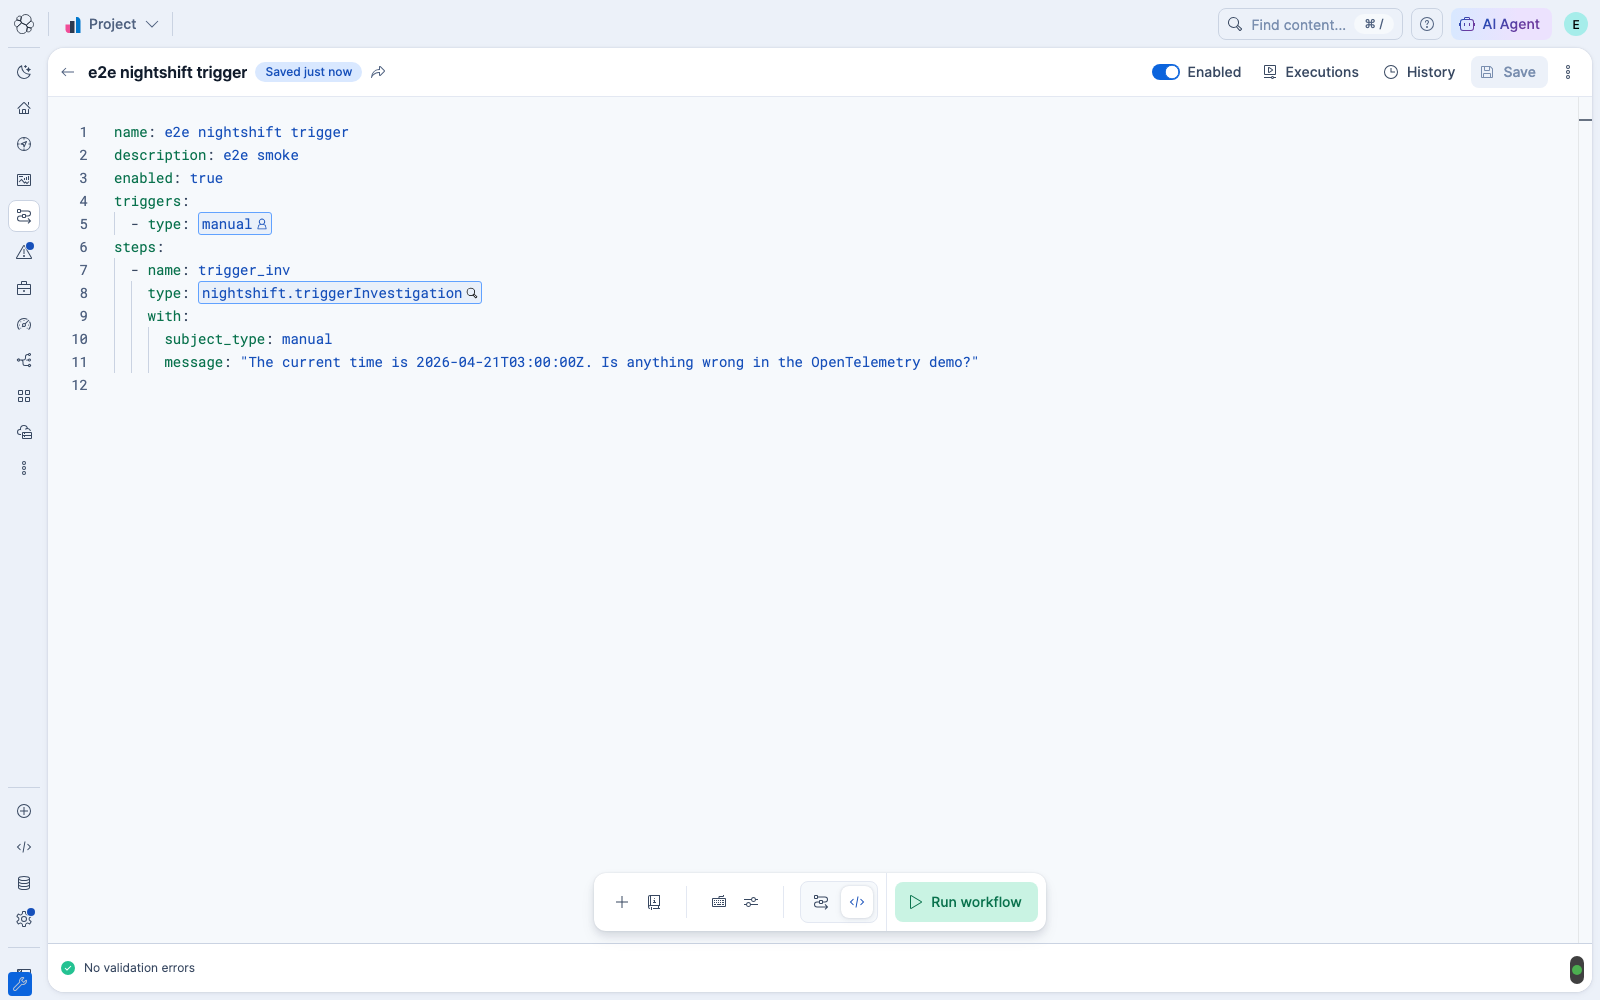 Project
Find content... ⌘ /
AI Agent
E
e2e nightshift trigger
Saved just now
Enabled
Executions
History
Save
1 name: e2e nightshift trigger
2 description: e2e smoke
3 enabled: true
4 triggers:
5 - type: manual
6 steps:
7 - name: trigger_inv
8 type: nightshift.triggerInvestigation
9 with:
10 subject_type: manual
11 message: "The current time is 2026-04-21T03:00:00Z. Is anything wrong in the OpenTelemetry demo?"
12
Run workflow
No validation errors